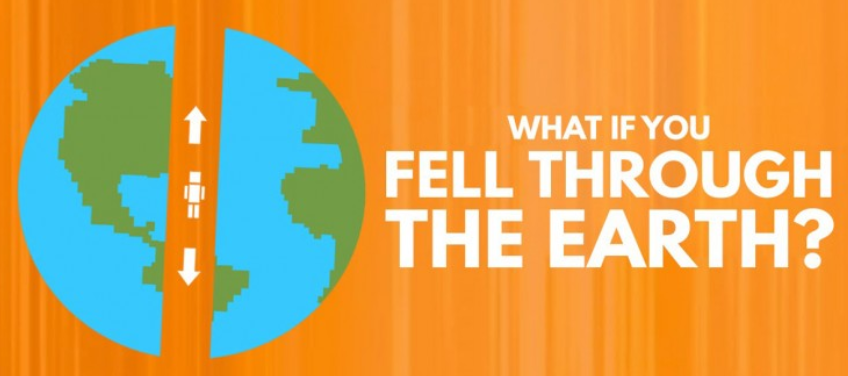 WHAT IF YOU
FELL THROUGH
THE EARTH?